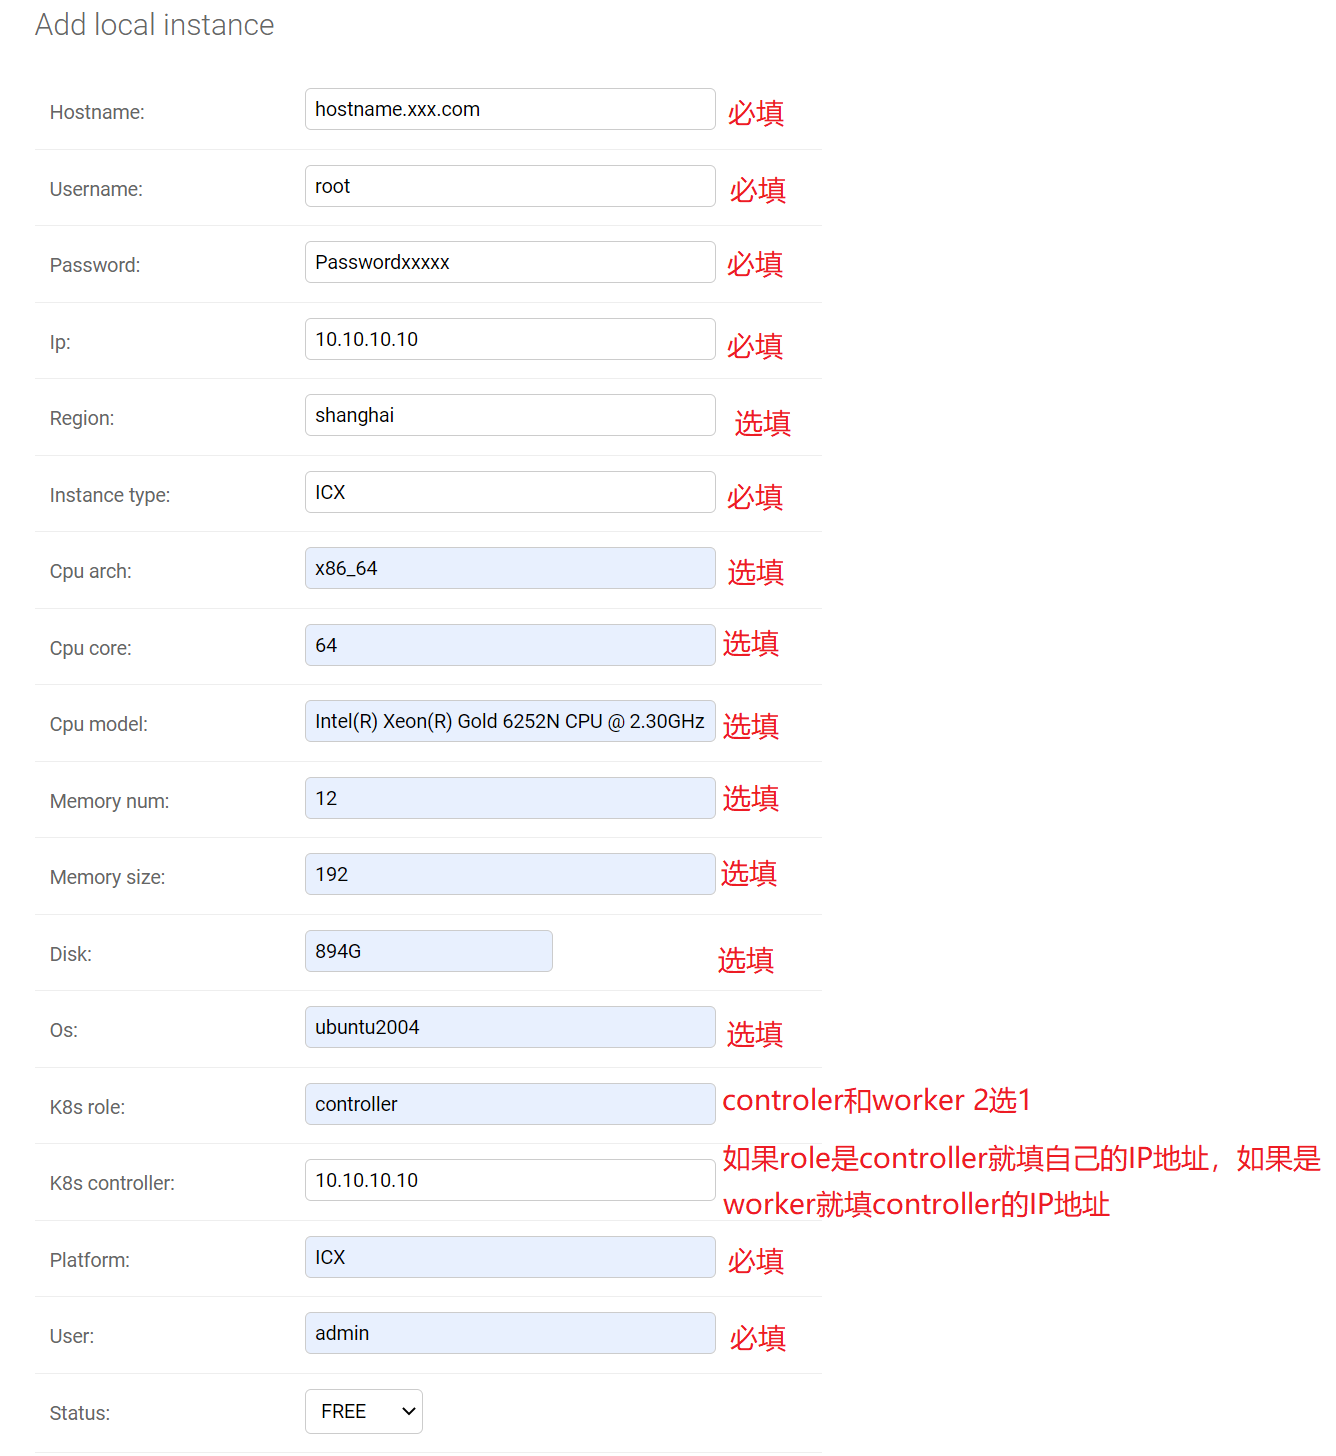 Add local instance
Hostname: hostname.xxx.com 必填
Username: root 必填
Password: Passwordxxxxx 必填
Ip: 10.10.10.10 必填
Region: shanghai 选填
Instance type: ICX 必填
Cpu arch: x86_64 选填
Cpu core: 64 选填
Cpu model: Intel(R) Xeon(R) Gold 6252N CPU @ 2.30GHz 选填
Memory num: 12 选填
Memory size: 192 选填
Disk: 894G 选填
Os: ubuntu2004 选填
K8s role: controller controler和worker 2选1
如果role是controller就填自己的IP地址，如果是
K8s controller: 10.10.10.10
worker就填controller的IP地址
Platform: ICX 必填
User: admin 必填
Status: FREE